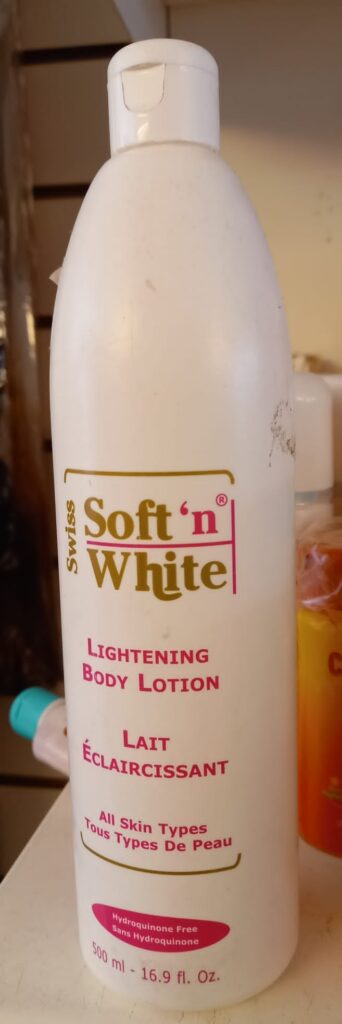 Swiss
Soft 'n®
White
LIGHTENING
BODY LOTION
LAIT
ÉCLAIRCISSANT
All Skin Types
Tous Types De Peau
Hydroquinone Free
Sans Hydroquinone
500 ml - 16.9 fl. Oz.